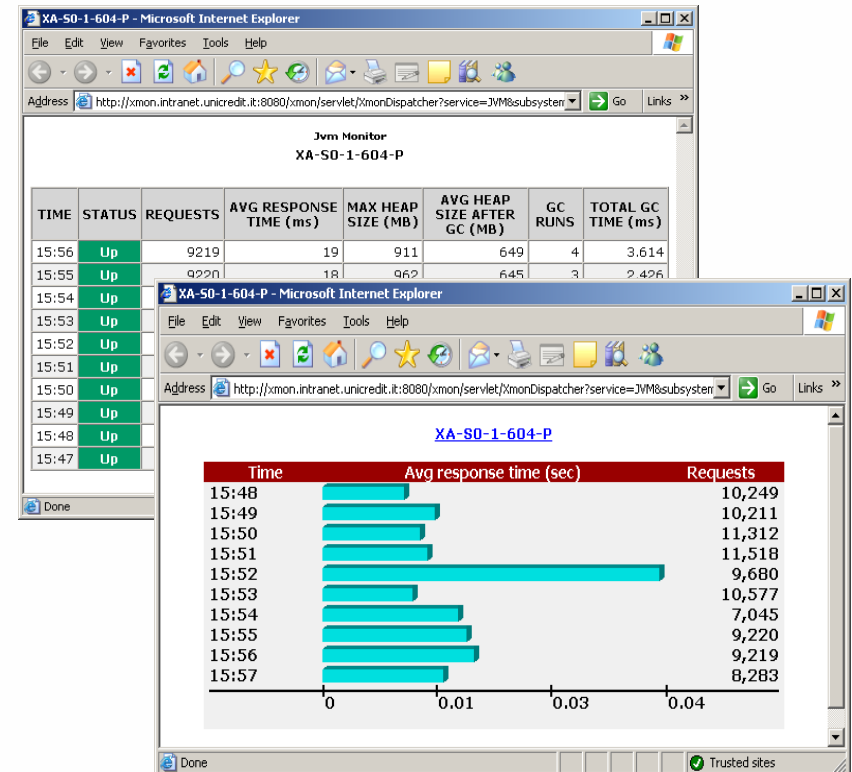 XA-S0-1-604-P - Microsoft Internet Explorer
File Edit View Favorites Tools Help
Address http://xmon.intranet.unicredit.it:8080/xmon/servlet/XmonDispatcher?service=JVM&subsystem Go Links »
Jvm Monitor
XA-S0-1-604-P
TIME STATUS REQUESTS AVG RESPONSE TIME (ms) MAX HEAP SIZE (MB) AVG HEAP SIZE AFTER GC (MB) GC RUNS TOTAL GC TIME (ms)
15:56 Up 9219 19 911 649 4 3.614
15:55 Up 9220 18 962 645 3 2.426
15:54 Up
15:53 Up
15:52 Up
15:51 Up
15:50 Up
15:49 Up
15:48 Up
15:47 Up
Done
XA-S0-1-604-P - Microsoft Internet Explorer
File Edit View Favorites Tools Help
Address http://xmon.intranet.unicredit.it:8080/xmon/servlet/XmonDispatcher?service=JVM&subsystem Go Links »
XA-S0-1-604-P
Time Avg response time (sec) Requests
15:48 10,249
15:49 10,211
15:50 11,312
15:51 11,518
15:52 9,680
15:53 10,577
15:54 7,045
15:55 9,220
15:56 9,219
15:57 8,283
0 0.01 0.03 0.04
Done Trusted sites